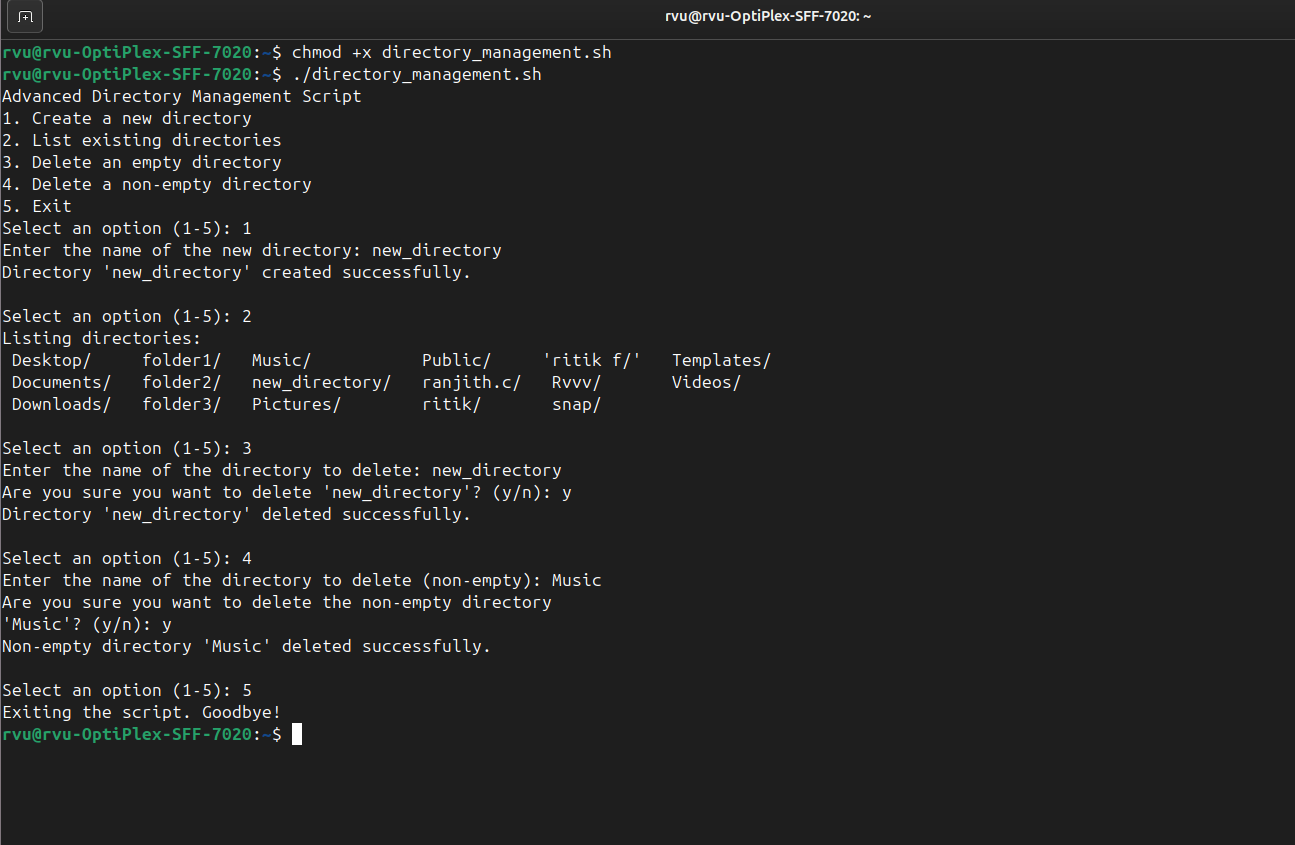 rvu@rvu-OptiPlex-SFF-7020: ~
rvu@rvu-OptiPlex-SFF-7020:~$ chmod +x directory_management.sh
rvu@rvu-OptiPlex-SFF-7020:~$ ./directory_management.sh
Advanced Directory Management Script
1. Create a new directory
2. List existing directories
3. Delete an empty directory
4. Delete a non-empty directory
5. Exit
Select an option (1-5): 1
Enter the name of the new directory: new_directory
Directory 'new_directory' created successfully.

Select an option (1-5): 2
Listing directories:
 Desktop/     folder1/   Music/           Public/     'ritik f/'   Templates/
 Documents/   folder2/   new_directory/   ranjith.c/   Rvvv/       Videos/
 Downloads/   folder3/   Pictures/        ritik/       snap/

Select an option (1-5): 3
Enter the name of the directory to delete: new_directory
Are you sure you want to delete 'new_directory'? (y/n): y
Directory 'new_directory' deleted successfully.

Select an option (1-5): 4
Enter the name of the directory to delete (non-empty): Music
Are you sure you want to delete the non-empty directory
'Music'? (y/n): y
Non-empty directory 'Music' deleted successfully.

Select an option (1-5): 5
Exiting the script. Goodbye!
rvu@rvu-OptiPlex-SFF-7020:~$